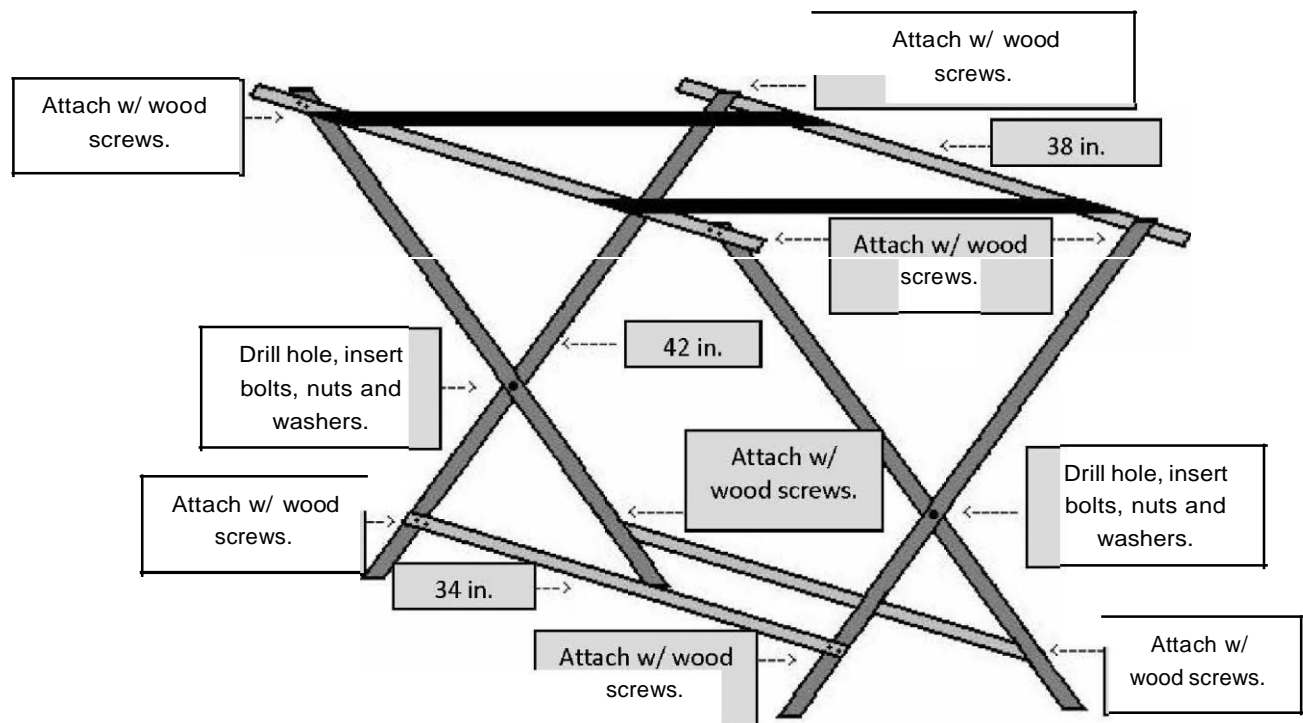 Attach w/ wood
screws.
Attach w/ wood
screws.
38 in.
Attach w/ wood
screws.
Drill hole, insert
bolts, nuts and
washers.
42 in.
Attach w/
wood screws.
Drill hole, insert
bolts, nuts and
washers.
Attach w/ wood
screws.
34 in.
Attach w/ wood
screws.
Attach w/
wood screws.